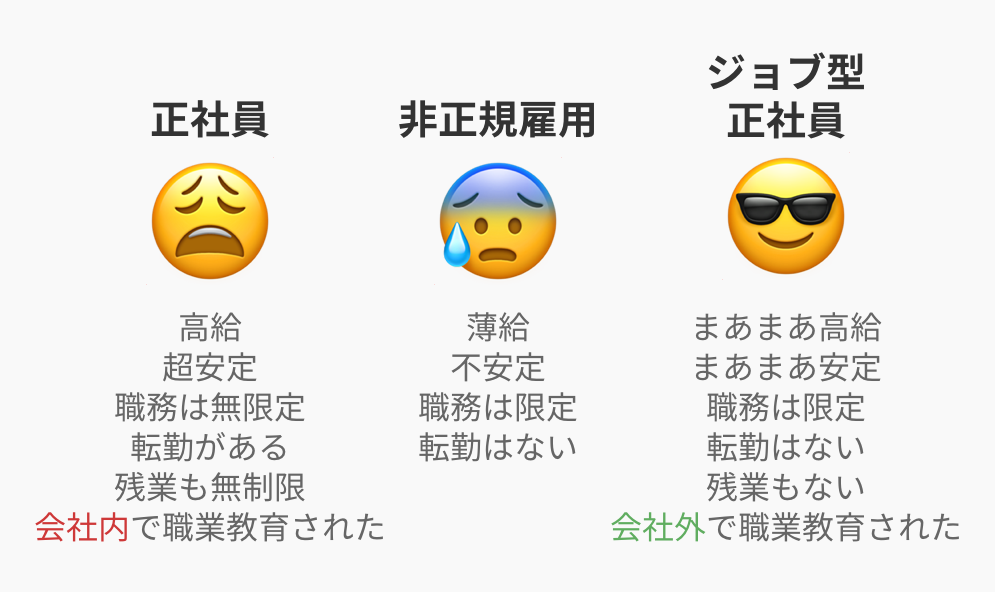 正社員
高給
超安定
職務は無限定
転勤がある
残業も無制限
会社内で職業教育された
非正規雇用
薄給
不安定
職務は限定
転勤はない
ジョブ型
正社員
まあまあ高給
まあまあ安定
職務は限定
転勤はない
残業もない
会社外で職業教育された